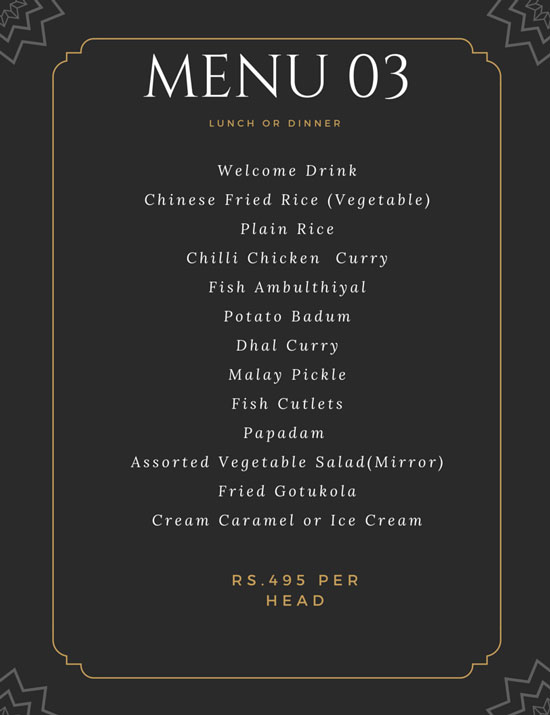 MENU 03
LUNCH OR DINNER
Welcome Drink
Chinese Fried Rice (Vegetable)
Plain Rice
Chilli Chicken  Curry
Fish Ambulthiyal
Potato Badum
Dhal Curry
Malay Pickle
Fish Cutlets
Papadam
Assorted Vegetable Salad(Mirror)
Fried Gotukola
Cream Caramel or Ice Cream
RS.495 PER
HEAD